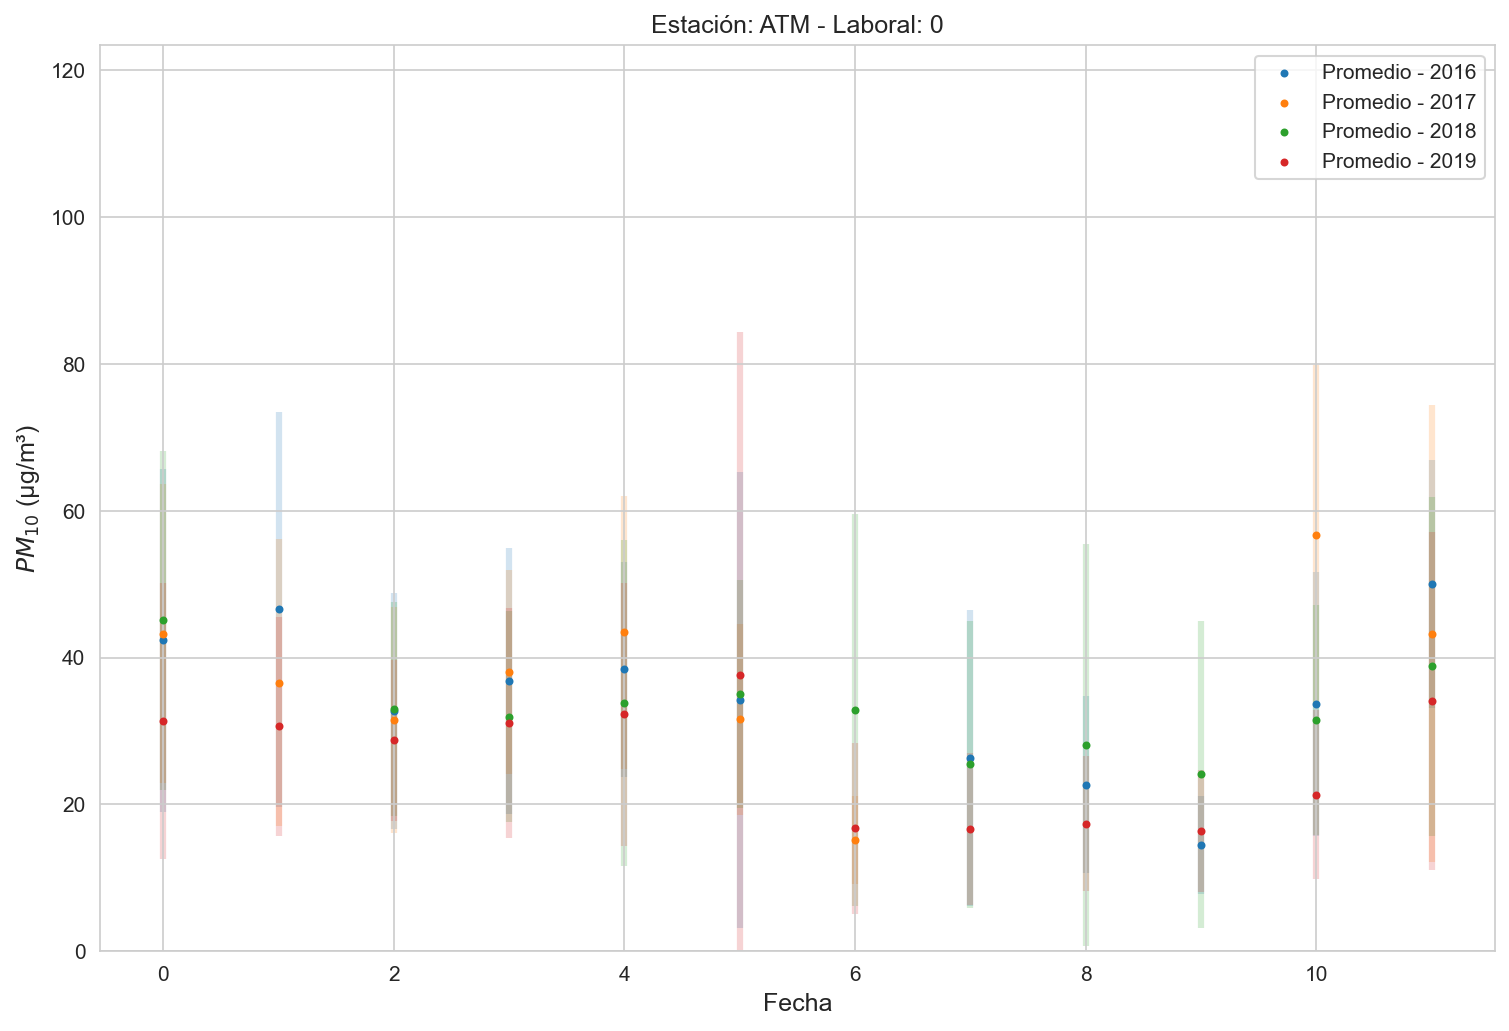 Estación: ATM - Laboral: 0
120
100
80
60
40
20
0
PM₁₀ (µg/m³)
Promedio - 2016
Promedio - 2017
Promedio - 2018
Promedio - 2019
0 2 4 6 8 10
Fecha